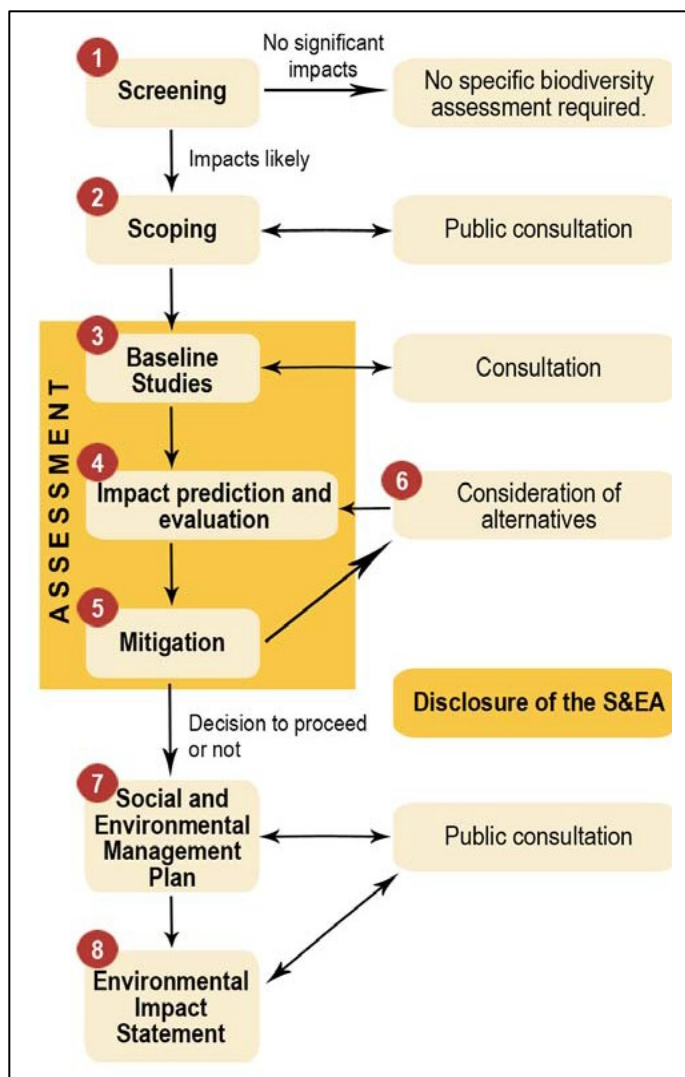 1
Screening
No significant
impacts
No specific biodiversity
assessment required.
Impacts likely
2
Scoping
Public consultation
ASSESSMENT
3
Baseline
Studies
Consultation
4
Impact prediction and
evaluation
6
Consideration of
alternatives
5
Mitigation
Disclosure of the S&EA
Decision to proceed
or not
7
Social and
Environmental
Management
Plan
Public consultation
8
Environmental
Impact
Statement